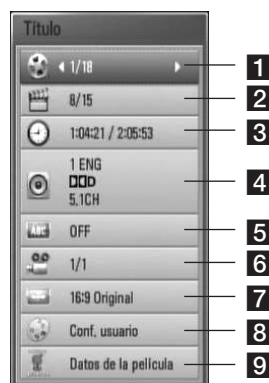 Título
1/18 1
8/15 2
1:04:21 / 2:05:53 3
1 ENG
DDD 4
5.1CH
OFF 5
1/1 6
16:9 Original 7
Conf. usuario 8
Datos de la película 9